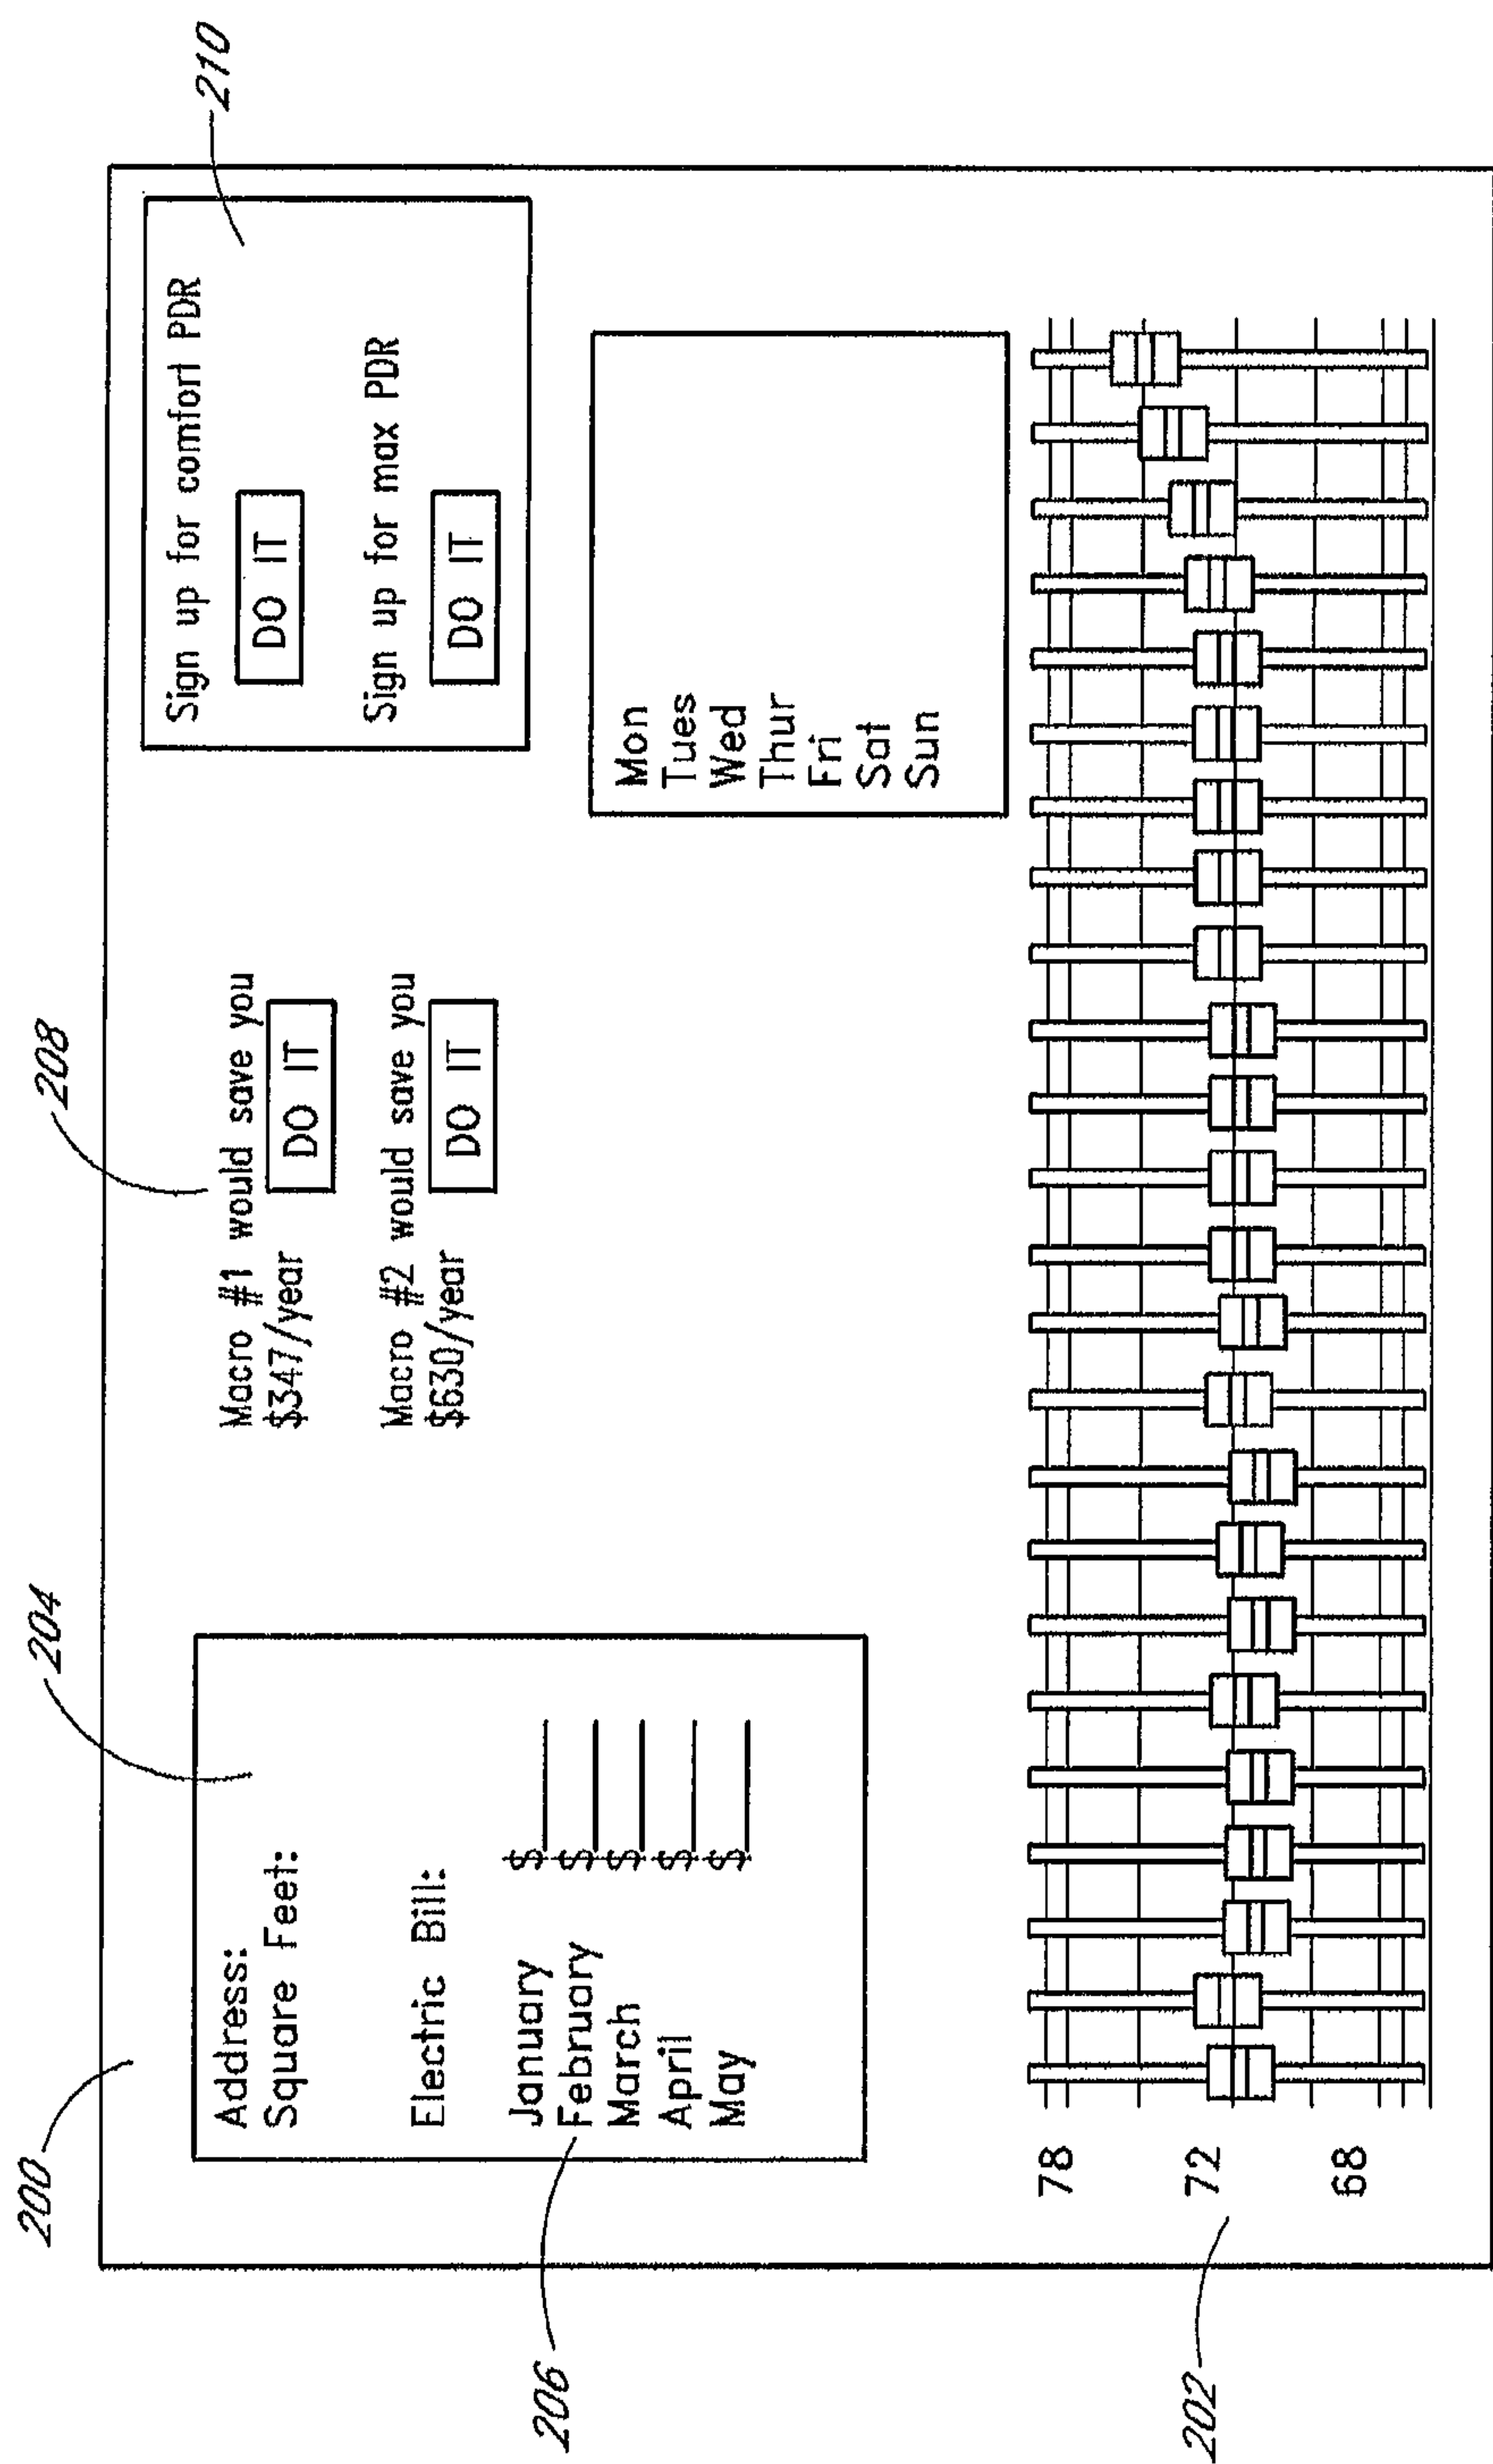 200
204
208
210
Address:
Square Feet:
Electric Bill:
January $
February $
March $
April $
May $
206
Macro #1 would save you
$347/year
DO IT
Macro #2 would save you
$630/year
DO IT
Sign up for comfort PDR
DO IT
Sign up for max PDR
DO IT
Mon
Tues
Wed
Thur
Fri
Sat
Sun
78
72
68
202